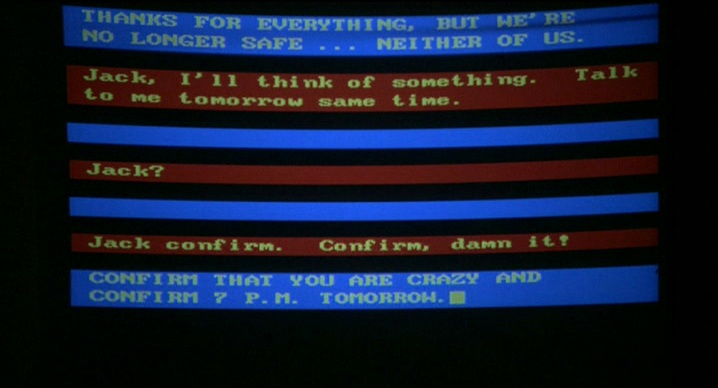 THANKS FOR EVERYTHING, BUT WE'RE
NO LONGER SAFE ... NEITHER OF US.
Jack, I'll think of something. Talk
to me tomorrow same time.
Jack?
Jack confirm. Confirm, damn it!
CONFIRM THAT YOU ARE CRAZY AND
CONFIRM 7 P.M. TOMORROW.